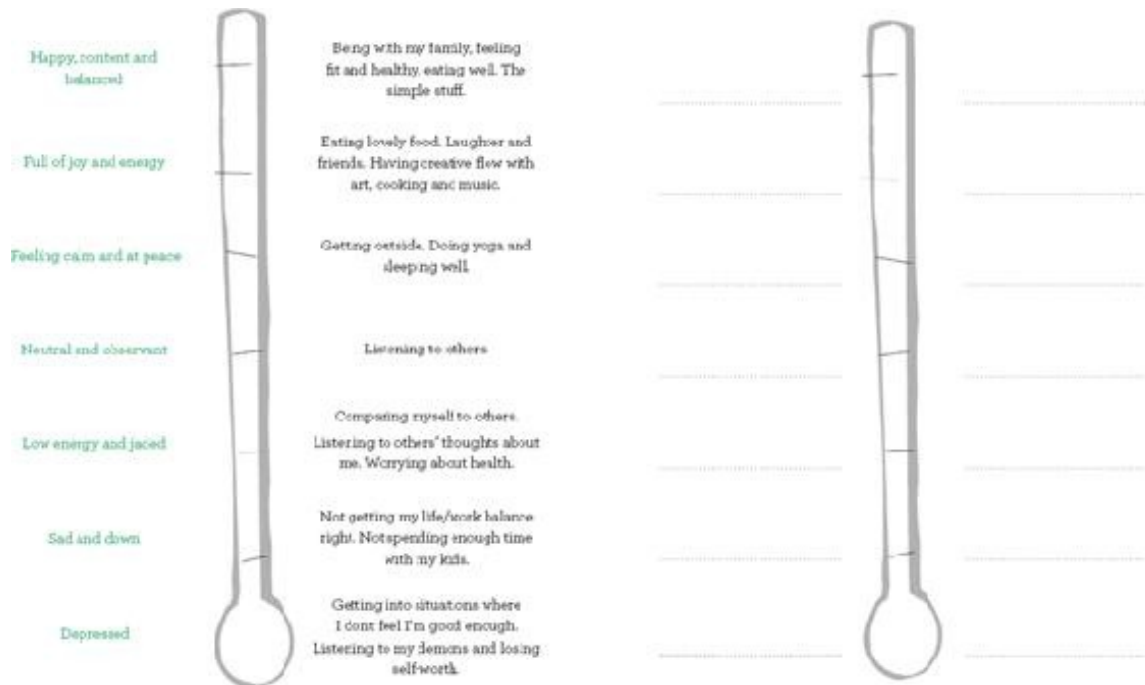 Happy, content and
balanced
Being with my family, feeling
fit and healthy, eating well. The
simple stuff.
Full of joy and energy
Eating lovely food. Laughter and
friends. Having creative flow with
art, cooking and music.
Feeling calm and at peace
Getting outside. Doing yoga and
sleeping well.
Neutral and observant
Listening to others
Low energy and jaded
Comparing myself to others.
Listening to others' thoughts about
me. Worrying about health.
Sad and down
Not getting my life/work balance
right. Not spending enough time
with my kids.
Depressed
Getting into situations where
I dont feel I'm good enough.
Listening to my demons and losing
self-worth.